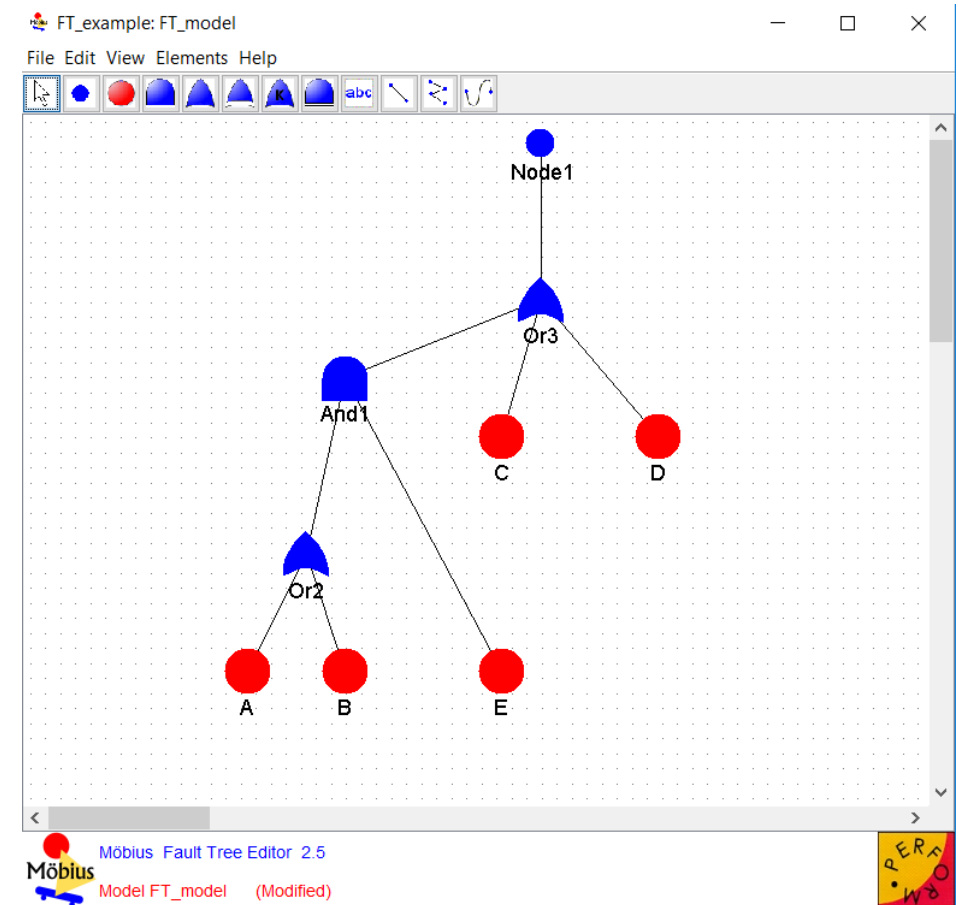 FT_example: FT_model
File Edit View Elements Help
K abc
Node1
Or3
And1
C D
Or2
A B E
Möbius Möbius Fault Tree Editor 2.5
Model FT_model (Modified)
PERFORM